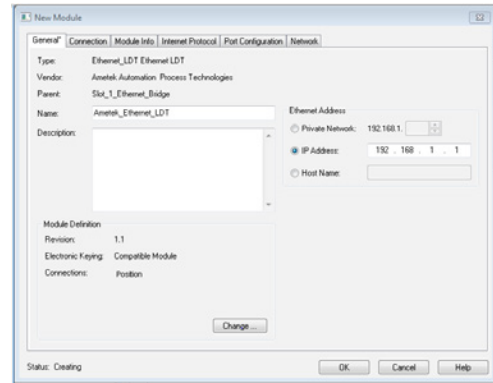 New Module
General* Connection Module Info Internet Protocol Port Configuration Network
Type: Ethernet_LDT Ethernet LDT
Vendor: Ametek Automation Process Technologies
Parent: Slot_1_Ethernet_Bridge
Name: Ametek_Ethernet_LDT
Description:
Ethernet Address
Private Network: 192.168.1.
IP Address: 192 . 168 . 1 . 1
Host Name:
Module Definition
Revision: 1.1
Electronic Keying: Compatible Module
Connections: Position
Change ...
Status: Creating
OK Cancel Help